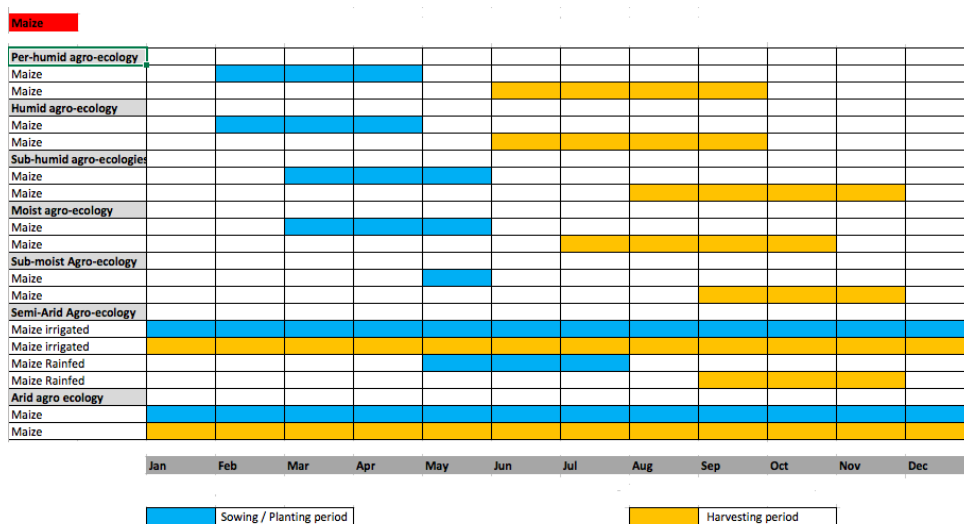 Maize
Per-humid agro-ecology
Maize
Maize
Humid agro-ecology
Maize
Maize
Sub-humid agro-ecologies
Maize
Maize
Moist agro-ecology
Maize
Maize
Sub-moist Agro-ecology
Maize
Maize
Semi-Arid Agro-ecology
Maize irrigated
Maize irrigated
Maize Rainfed
Maize Rainfed
Arid agro ecology
Maize
Maize
Jan Feb Mar Apr May Jun Jul Aug Sep Oct Nov Dec
Sowing / Planting period Harvesting period